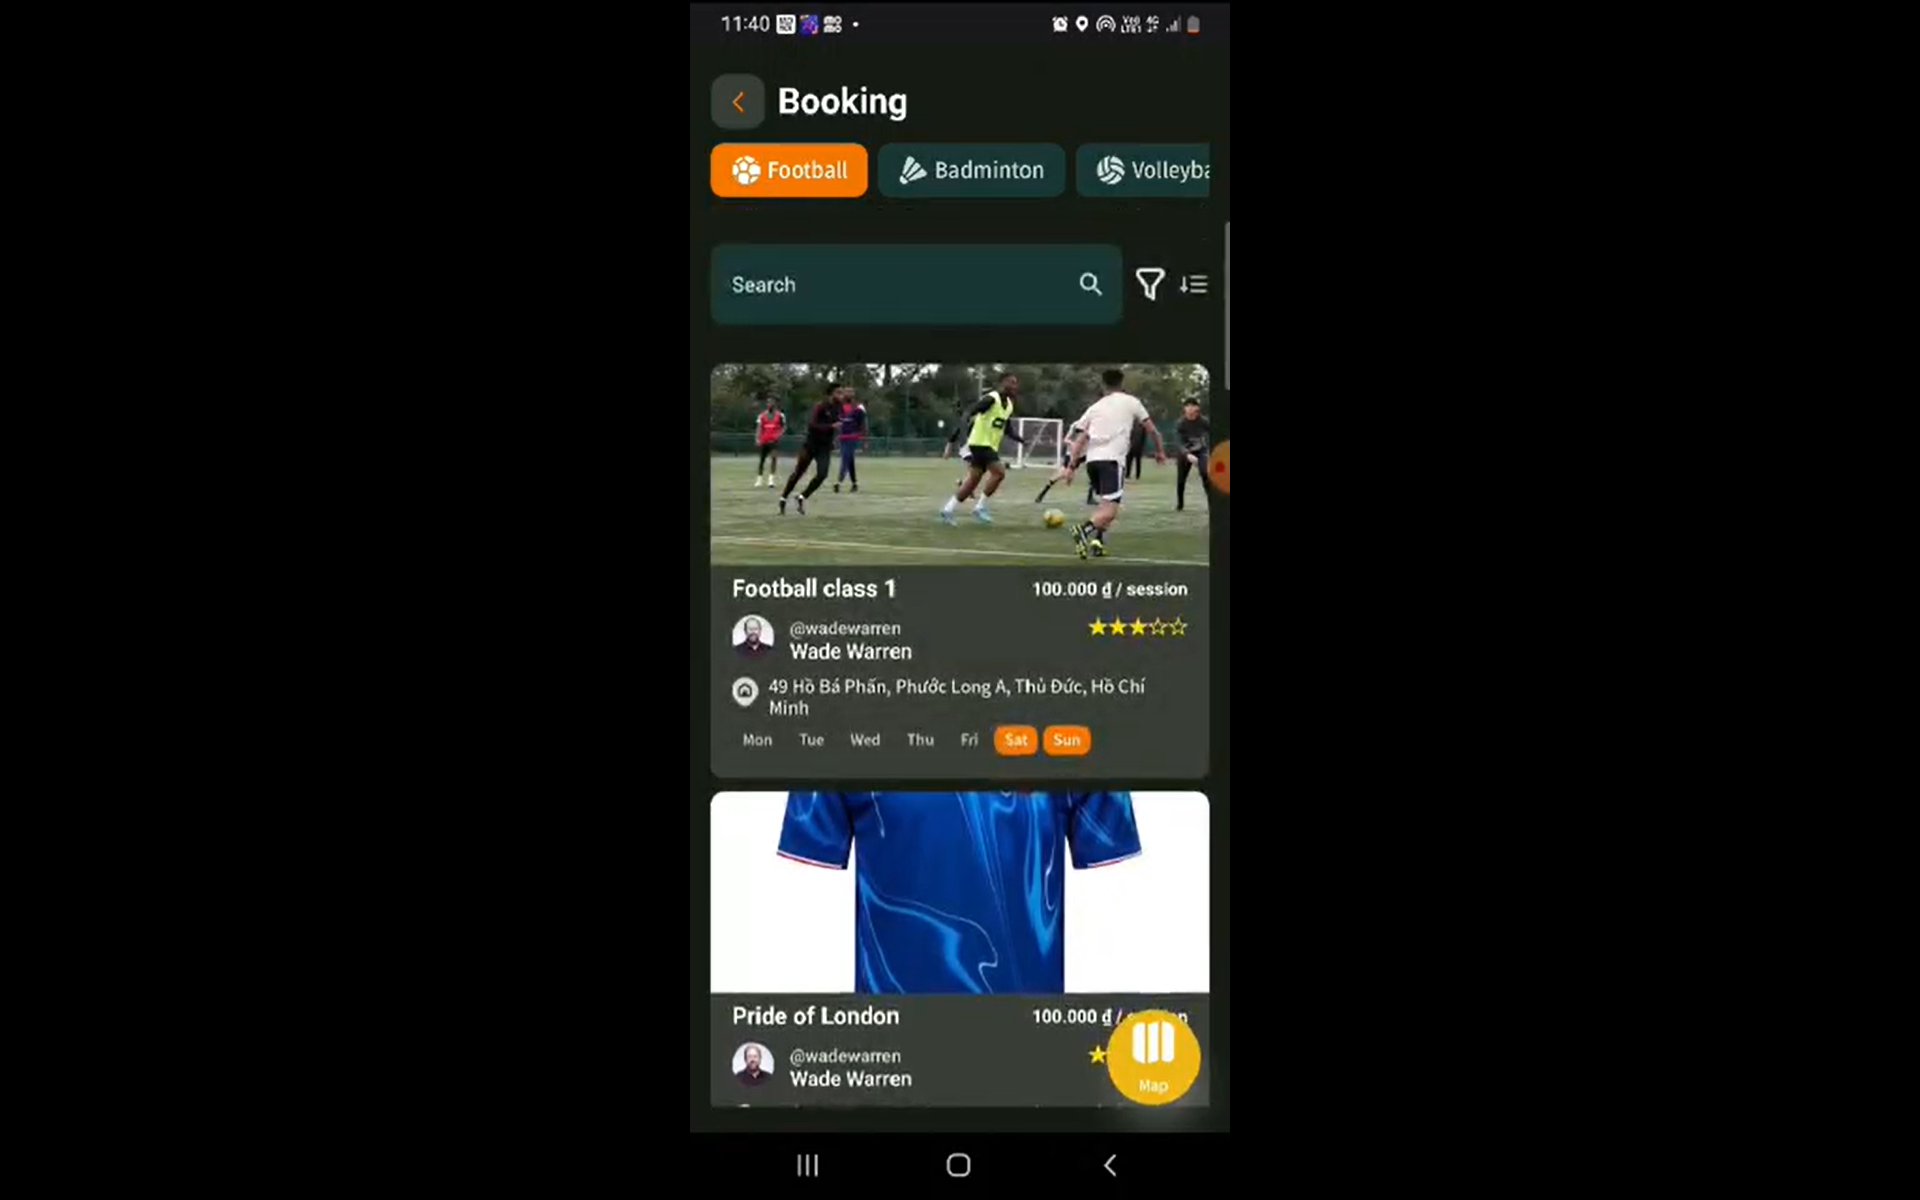 11:40
Booking
Football
Badminton
Volleyba
Search
Football class 1
100.000 ₫ / session
@wadewarren
Wade Warren
49 Hồ Bá Phấn, Phước Long A, Thủ Đức, Hồ Chí
Minh
Mon Tue Wed Thu Fri Sat Sun
Pride of London
100.000 ₫ /
@wadewarren
Wade Warren
Map